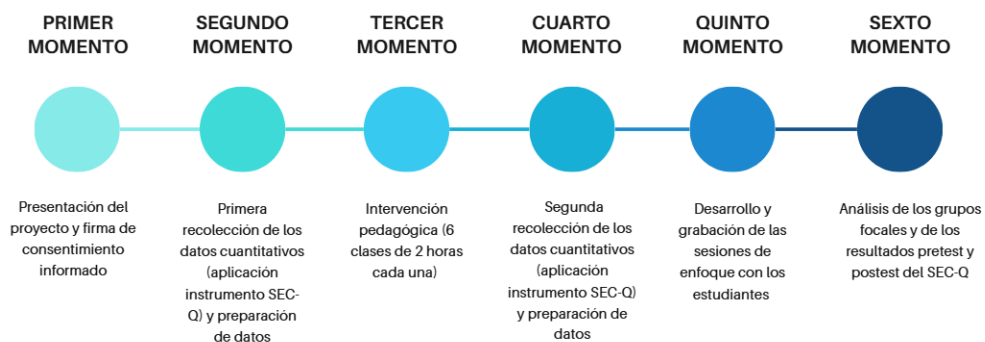 PRIMER
MOMENTO
Presentación del
proyecto y firma de
consentimiento
informado
SEGUNDO
MOMENTO
Primera
recolección de los
datos cuantitativos
(aplicación
instrumento SEC-
Q) y preparación
de datos
TERCER
MOMENTO
Intervención
pedagógica (6
clases de 2 horas
cada una)
CUARTO
MOMENTO
Segunda
recolección de los
datos cuantitativos
(aplicación
instrumento SEC-Q)
y preparación de
datos
QUINTO
MOMENTO
Desarrollo y
grabación de las
sesiones de
enfoque con los
estudiantes
SEXTO
MOMENTO
Análisis de los grupos
focales y de los
resultados pretest y
postest del SEC-Q